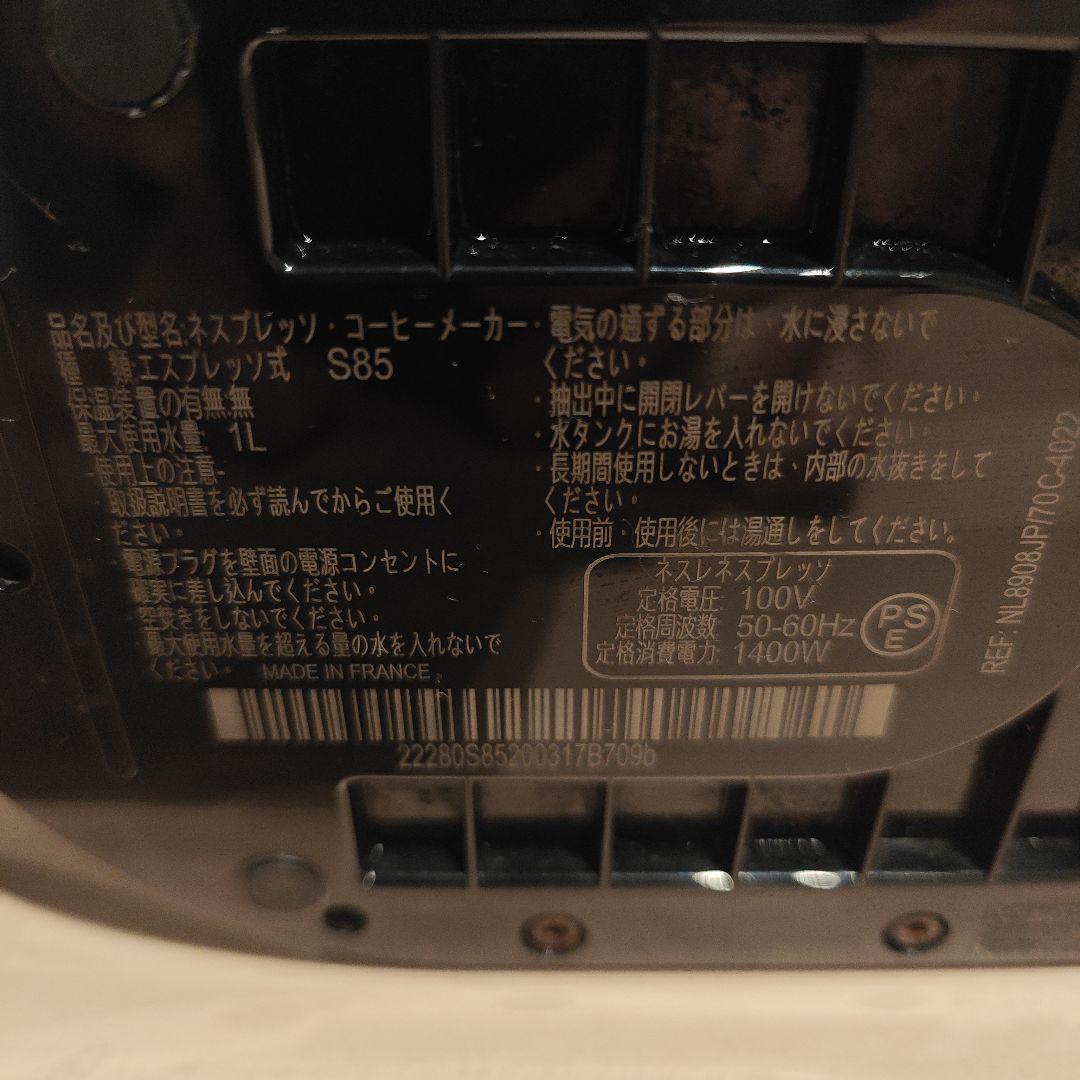 品名及び型名:ネスプレッソ・コーヒーメーカー
種 類:エスプレッソ式 S85
保温装置の有無:無
最大使用水量: 1L
-使用上の注意-
・取扱説明書を必ず読んでからご使用く
ださい。
・電源プラグを壁面の電源コンセントに
確実に差し込んでください。
・空焚きをしないでください。
・最大使用水量を超える量の水を入れないで
ください。
MADE IN FRANCE
・電気の通ずる部分は、水に浸さないで
ください。
・抽出中に開閉レバーを開けないでください。
・水タンクにお湯を入れないでください。
・長期間使用しないときは、内部の水抜きをして
ください。
・使用前、使用後には湯通しをしてください。
ネスレネスプレッソ
定格電圧: 100V
定格周波数: 50-60Hz
定格消費電力: 1400W
PS
E
REF: NL8908JP/70 C-4022
22280S85200317B709b